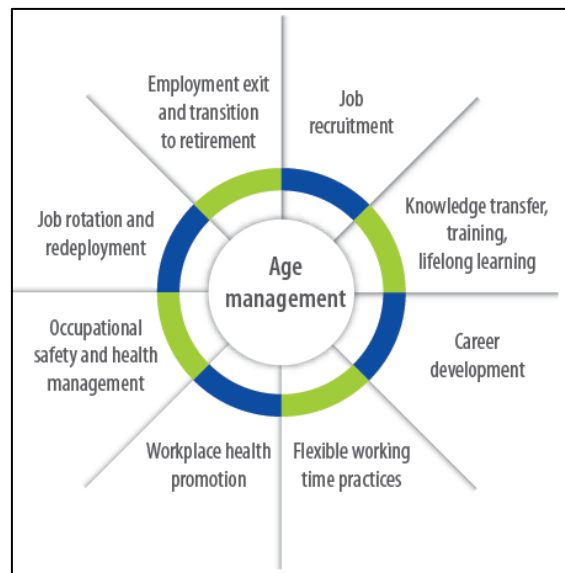 Employment exit
and transition
to retirement
Job
recruitment
Job rotation and
redeployment
Knowledge transfer,
training,
lifelong learning
Age
management
Occupational
safety and health
management
Career
development
Workplace health
promotion
Flexible working
time practices